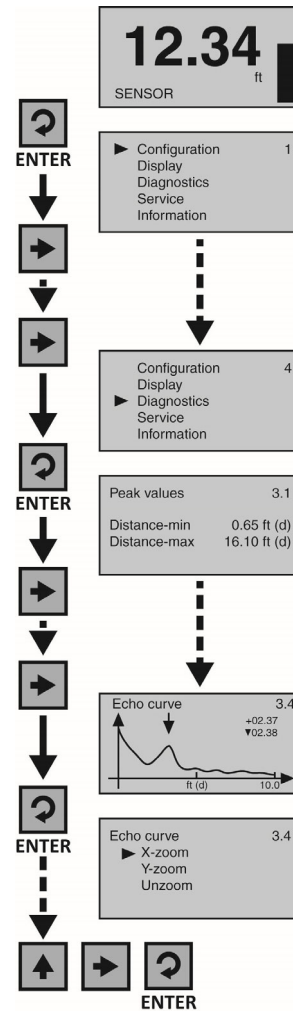 12.34
ft
SENSOR
ENTER
Configuration 1
Display
Diagnostics
Service
Information
Configuration 4
Display
Diagnostics
Service
Information
ENTER
Peak values 3.1
Distance-min 0.65 ft (d)
Distance-max 16.10 ft (d)
Echo curve 3.4
+02.37
▼02.38
ft (d) 10.0
ENTER
Echo curve 3.4
X-zoom
Y-zoom
Unzoom
ENTER